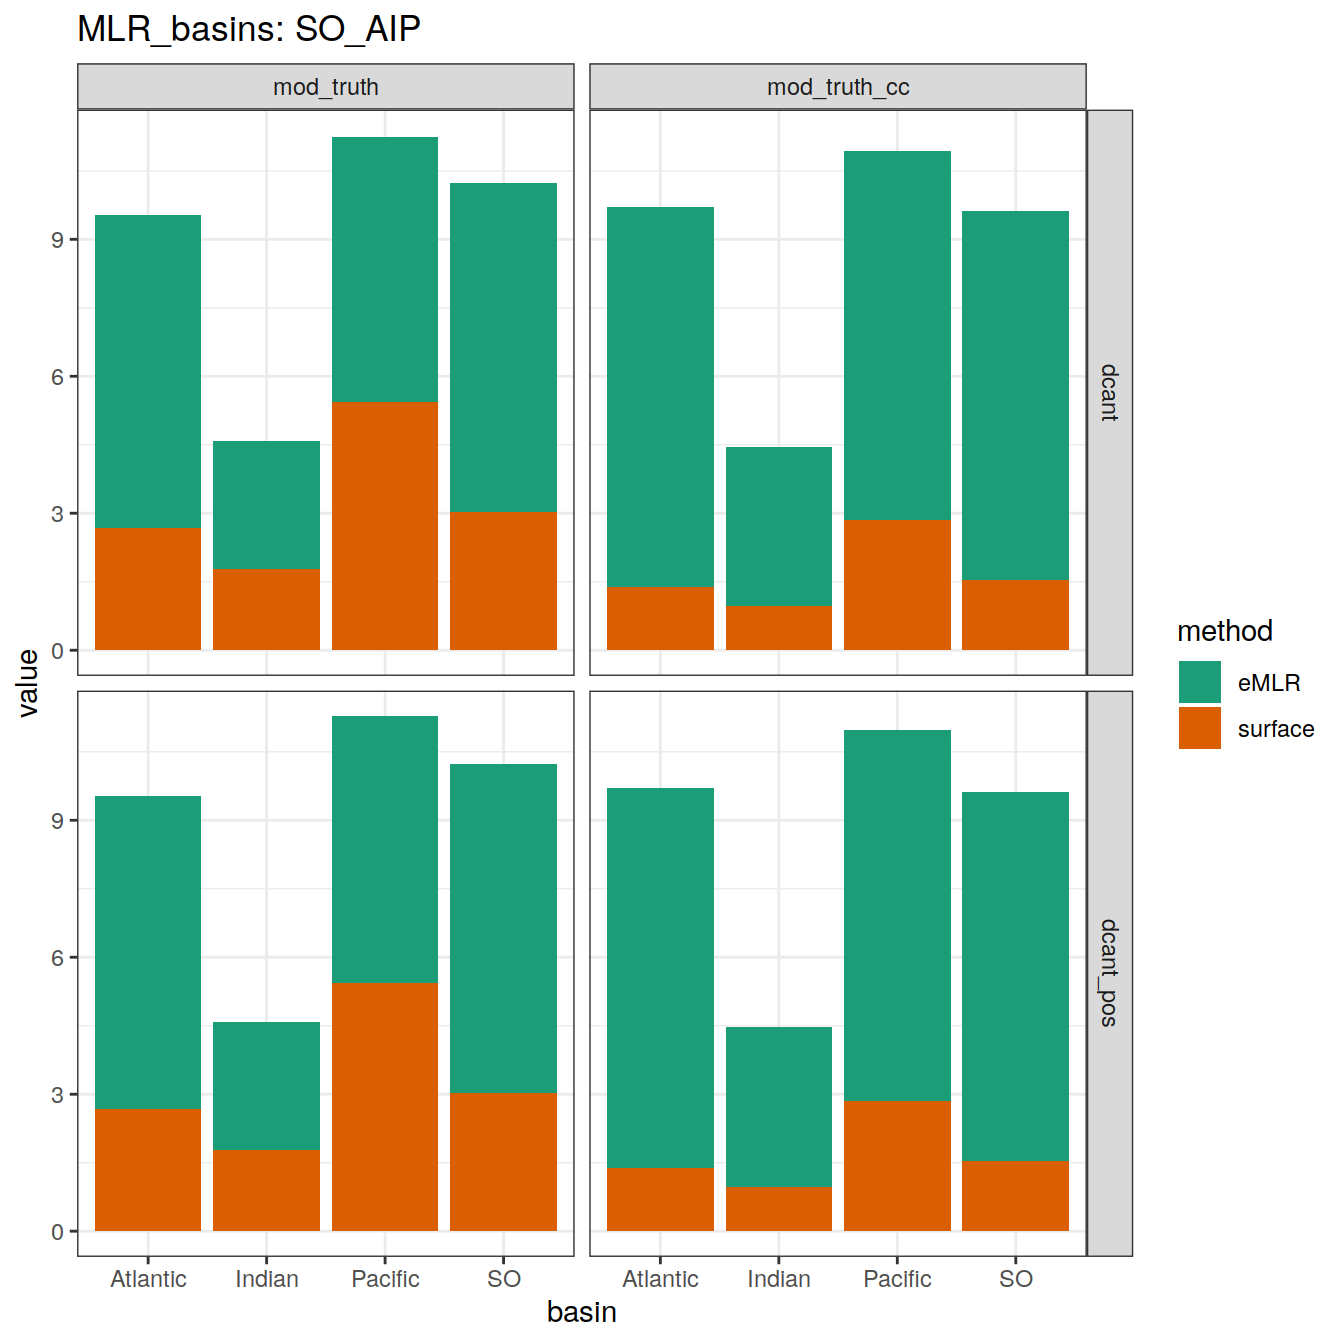 MLR_basins: SO_AIP
mod_truth
mod_truth_cc
9
6
3
0
dcant
9
6
3
0
dcant_pos
value
Atlantic Indian Pacific SO
Atlantic Indian Pacific SO
basin
method
eMLR
surface